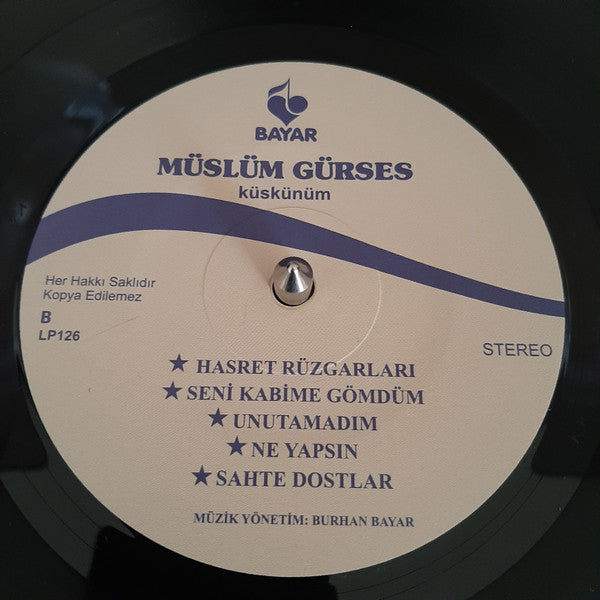 BAYAR
MÜSLÜM GÜRSES
küskünüm
Her Hakkı Saklıdır
Kopya Edilemez
B
LP126
STEREO
★ HASRET RÜZGARLARI
★ SENİ KABİME GÖMDÜM
★ UNUTAMADIM
★ NE YAPSIN
★ SAHTE DOSTLAR
MÜZİK YÖNETİM: BURHAN BAYAR